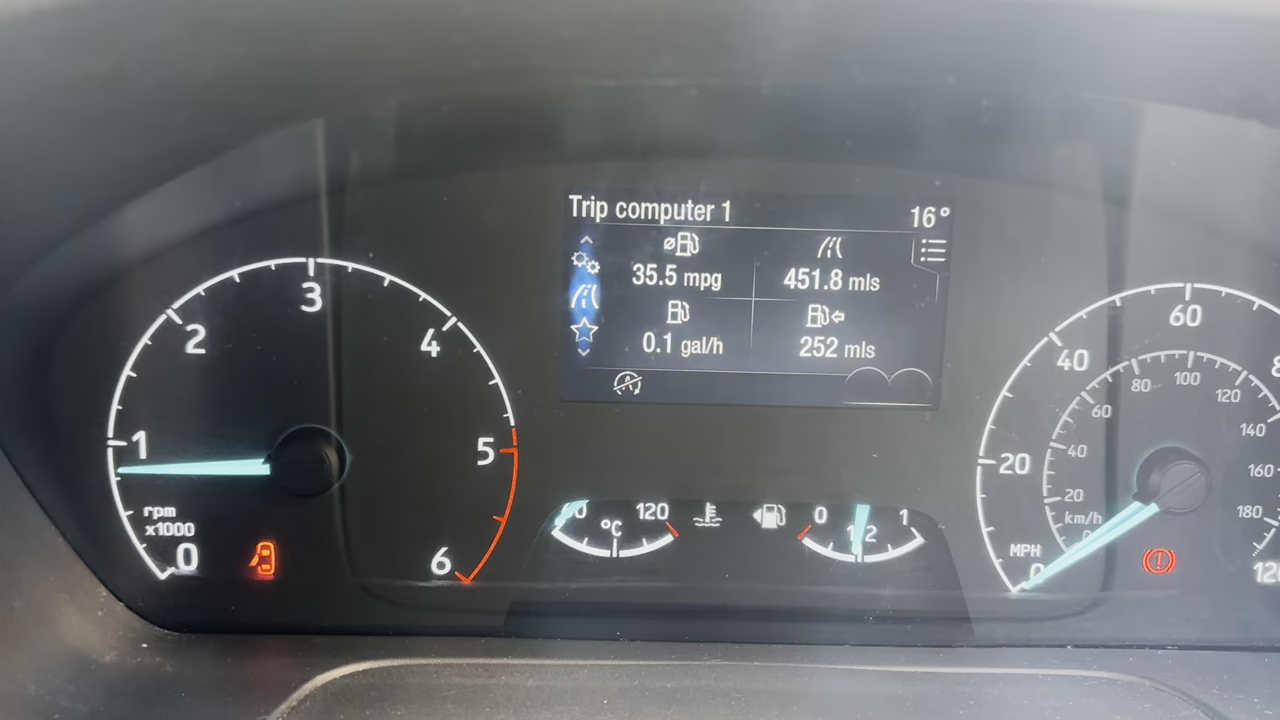 Trip computer 1
16°
35.5 mpg
451.8 mls
0.1 gal/h
252 mls
3
2
4
1
5
rpm
x1000
0
6
°C
120
0
1
60
40
20
MPH
0
80
100
120
60
140
40
160
20
180
km/h